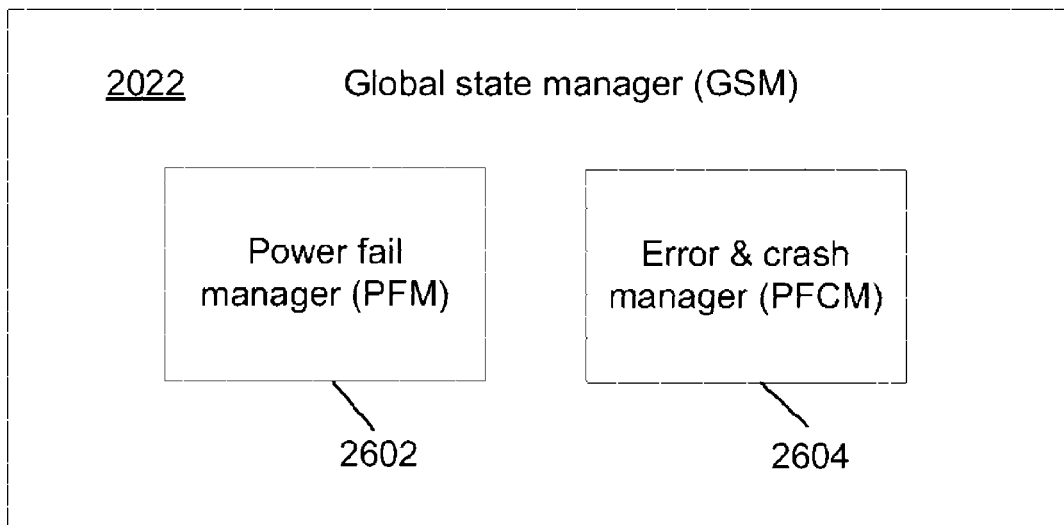 2022 Global state manager (GSM)
Power fail
manager (PFM)
Error & crash
manager (PFCM)
2602
2604